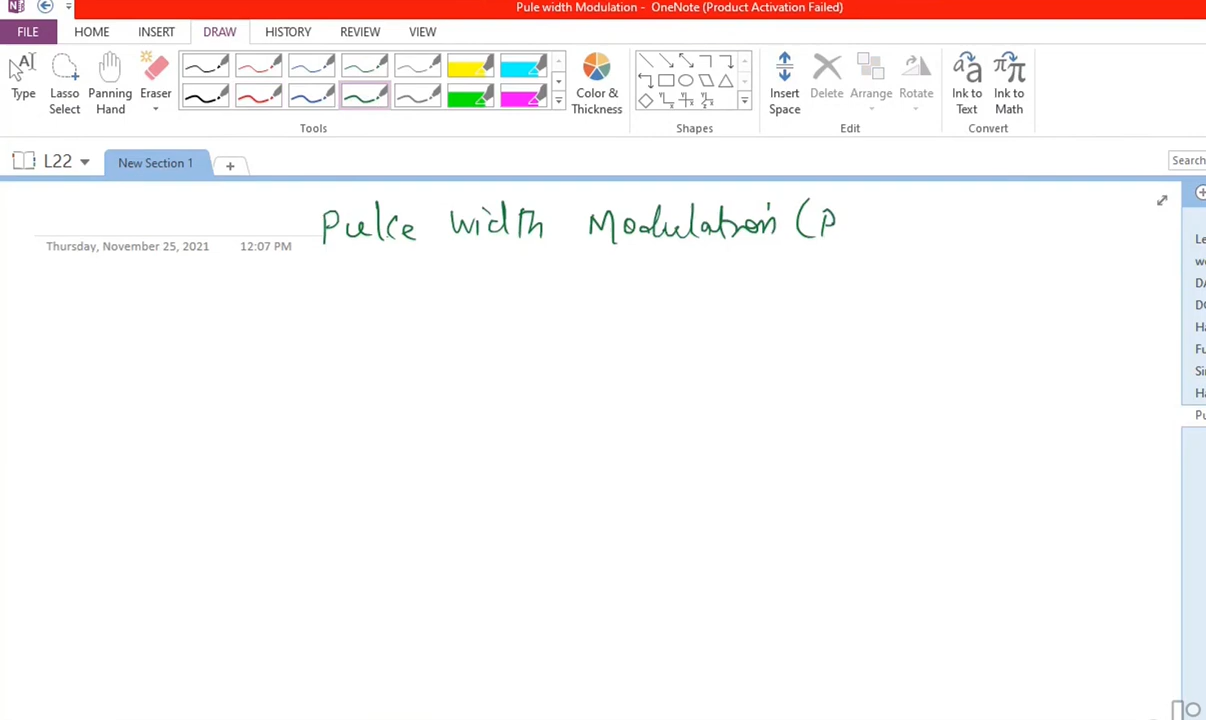 Pule width Modulation - OneNote (Product Activation Failed)
FILE HOME INSERT DRAW HISTORY REVIEW VIEW
Type Lasso Select Panning Hand Eraser Color & Thickness Insert Space Delete Arrange Rotate Ink to Text Ink to Math
Tools Shapes Edit Convert
L22 New Section 1 Search
Pulse width Modulation (P
Thursday, November 25, 2021 12:07 PM